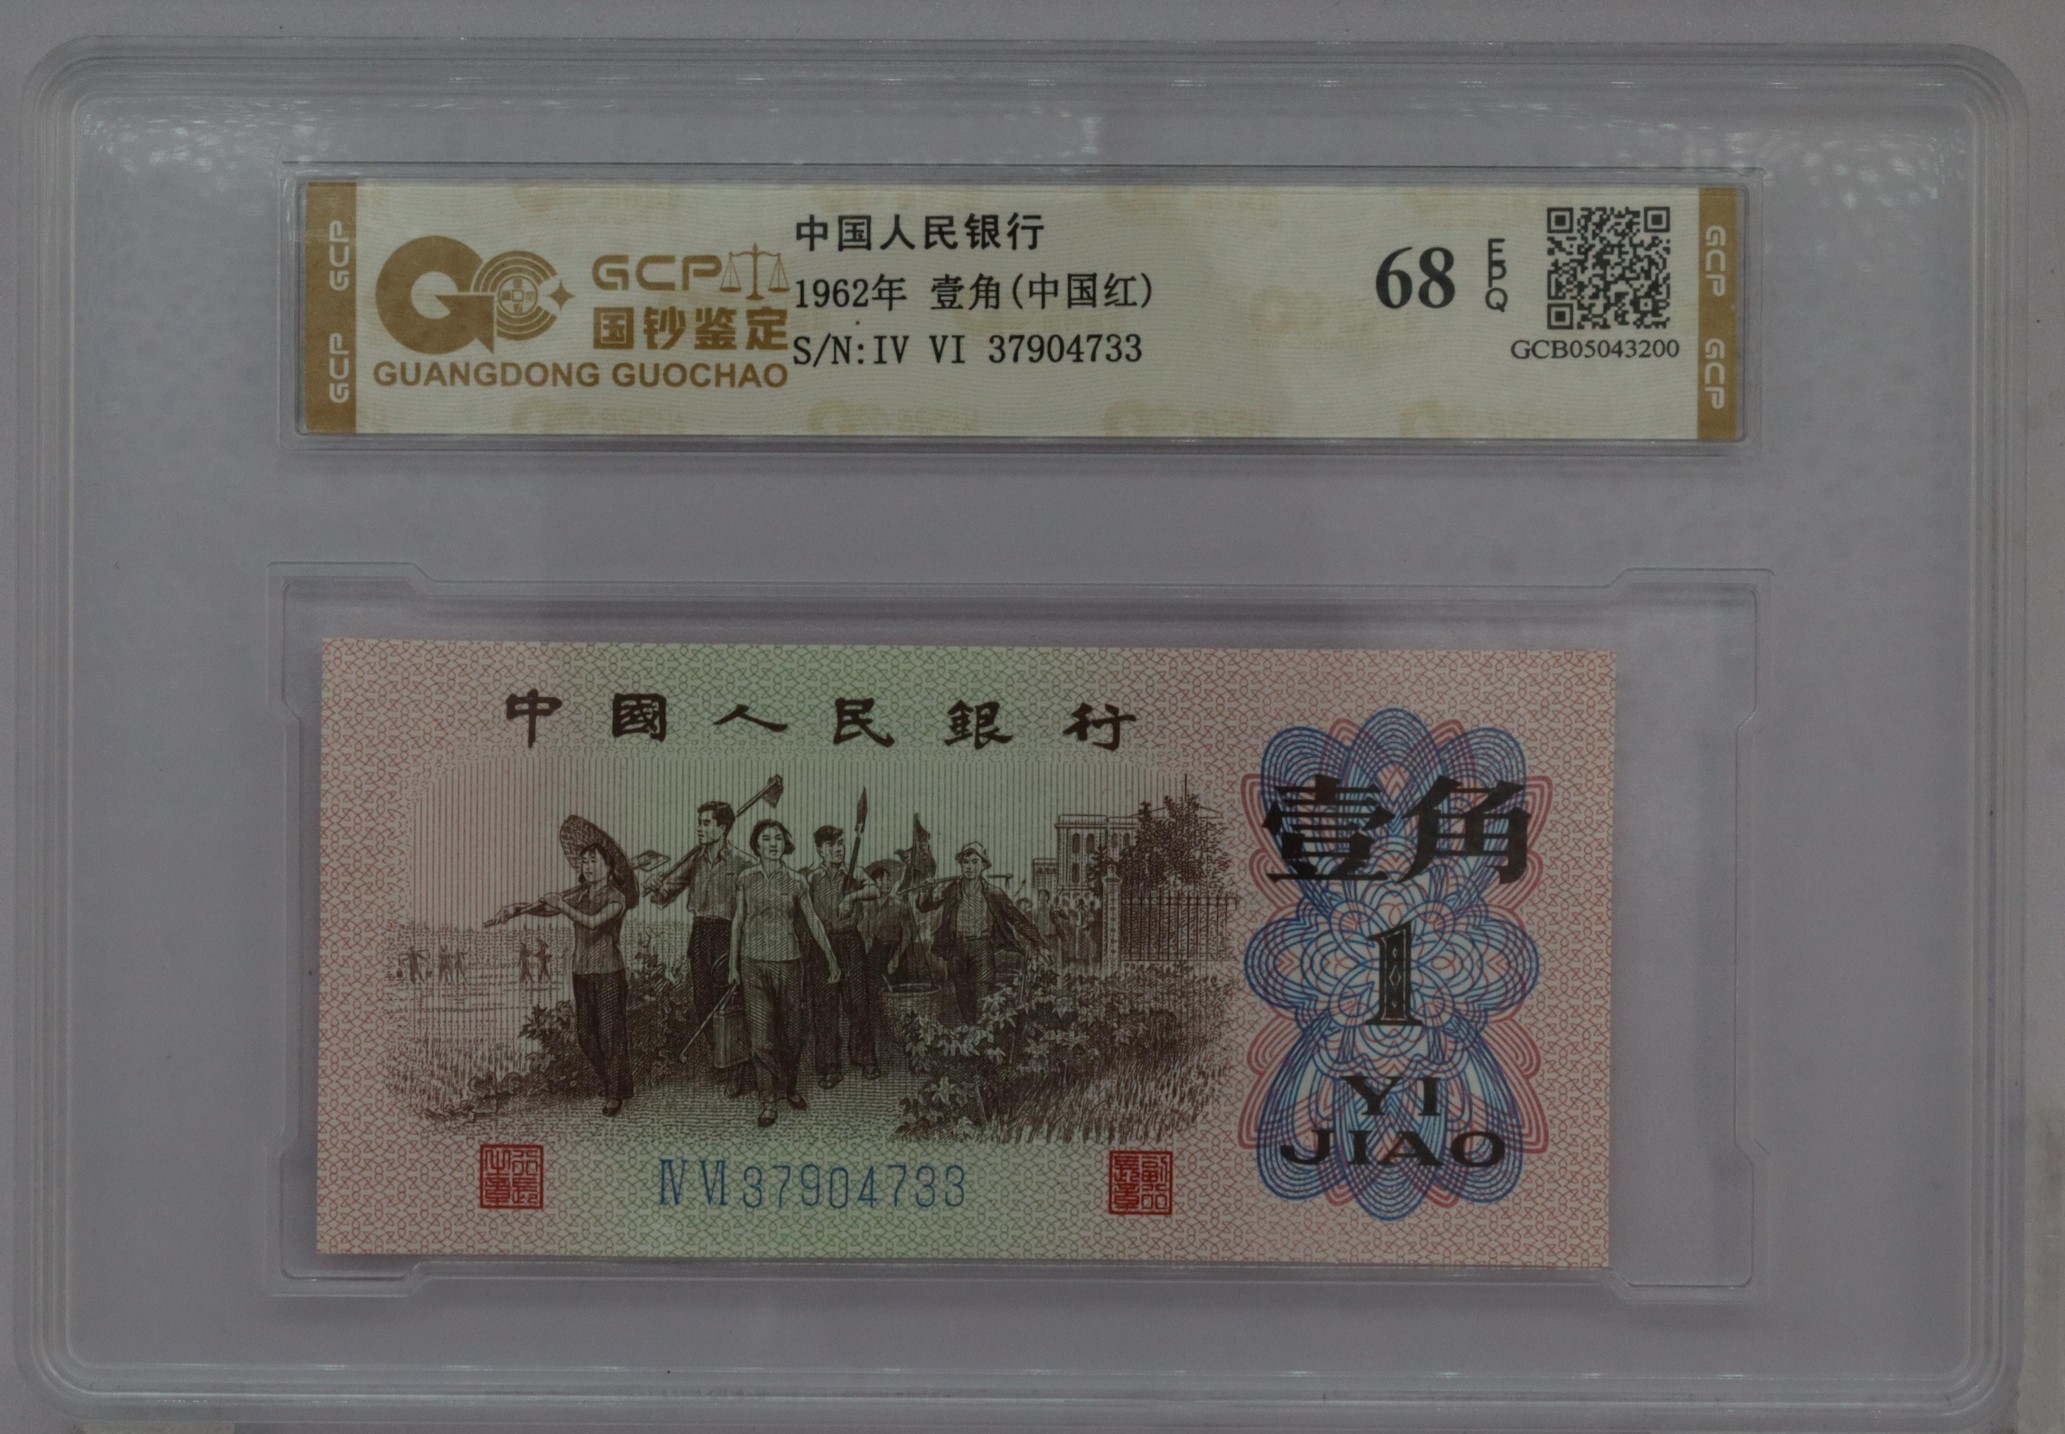 GCP GCP
GCP
国钞鉴定
GUANGDONG GUOCHAO
中国人民银行
1962年 壹角(中国红)
S/N:IV VI 37904733
68 EPQ
GCB05043200
GCP GCP
中國人民銀行
壹角
1
YI
JIAO
Ⅳ Ⅵ 37904733